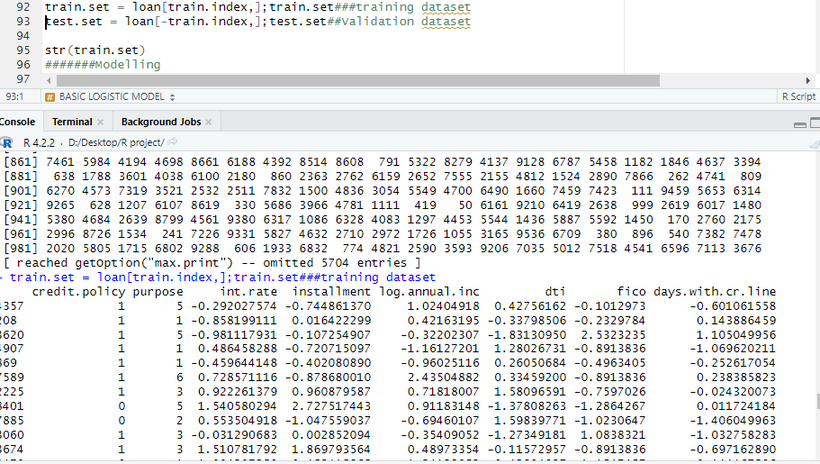 92 train.set = loan[train.index,];train.set###training dataset
93 test.set = loan[-train.index,];test.set##Validation dataset
94
95 str(train.set)
96 #######Modelling
97
93:1 # BASIC LOGISTIC MODEL R Script
Console Terminal × Background Jobs ×
R 4.2.2 · D:/Desktop/R project/
[861] 7461 5984 4194 4698 8661 6188 4392 8514 8608 791 5322 8279 4137 9128 6787 5458 1182 1846 4637 3394
[881] 638 1788 3601 4038 6100 2180 860 2363 2762 6159 2652 7555 2155 4812 1524 2890 7866 262 4741 809
[901] 6270 4573 7319 3521 2532 2511 7832 1500 4836 3054 5549 4700 6490 1660 7459 7423 111 9459 5653 6314
[921] 9265 628 1207 6107 8619 330 5686 3966 4781 1111 419 50 6161 9210 6419 2638 999 2619 6017 1480
[941] 5380 4684 2639 8799 4561 9380 6317 1086 6328 4083 1297 4453 5544 1436 5887 5592 1450 170 2760 2175
[961] 2996 8726 1534 241 7226 9331 5827 4632 2710 2972 1726 1055 3165 9536 6709 380 896 540 7382 7478
[981] 2020 5805 1715 6802 9288 606 1933 6832 774 4821 2590 3593 9206 7035 5012 7518 4541 6596 7113 3676
[ reached getOption("max.print") -- omitted 5704 entries ]
train.set = loan[train.index,];train.set###training dataset
credit.policy purpose int.rate installment log.annual.inc dti fico days.with.cr.line
4357 1 5 -0.292027574 -0.744861370 1.02404918 0.42756162 -0.1012973 -0.601061558
208 1 1 -0.858199111 0.016422299 0.42163195 -0.33798506 -0.2329784 0.143886459
3620 1 5 -0.981117931 -0.107254907 -0.32202307 -1.83130950 2.5323235 1.105049956
4907 1 1 0.486458288 -0.720715097 -1.16127201 1.28026731 -0.8913836 -1.069620211
869 1 1 -0.459644148 -0.402080890 -0.96025116 0.26050684 -0.4963405 -0.252617054
7589 1 6 0.728571116 -0.878680010 2.43504882 0.33459200 -0.8913836 0.238385823
2225 1 3 0.922261379 0.960879587 0.71818007 1.58096591 -0.7597026 -0.024320073
8401 0 5 1.540580294 2.727517443 0.91183148 -1.37808263 -1.2864267 0.011724184
7885 0 2 0.553504918 -1.047559037 -0.69460107 1.59839771 -1.0230647 -1.406049963
3060 1 3 -0.031290683 0.002852094 -0.35409052 -1.27349181 1.0838321 -1.032758283
3674 1 3 1.510781792 1.869793564 0.48973354 -0.11572957 -0.8913836 -0.697162890